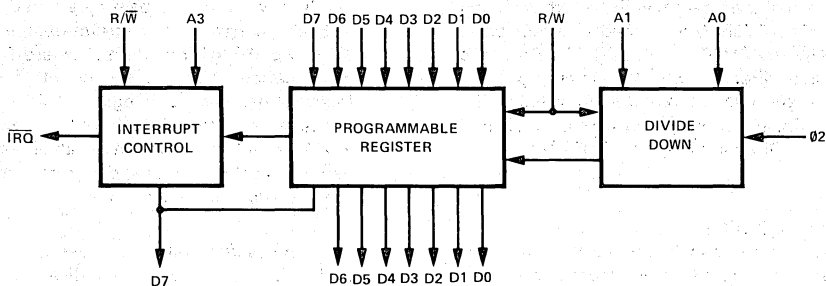 R/W̅ A3 D7 D6 D5 D4 D3 D2 D1 D0 R/W A1 A0
I̅R̅Q̅ INTERRUPT CONTROL
PROGRAMMABLE REGISTER
DIVIDE DOWN
Ø2
D7 D6 D5 D4 D3 D2 D1 D0